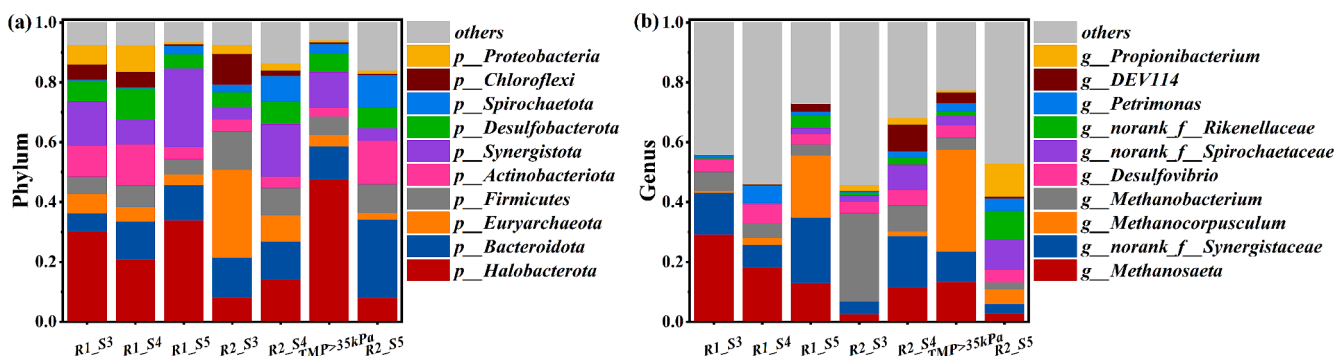 (a)
Phylum
1.0
0.8
0.6
0.4
0.2
0.0
R1_S3
R1_S4
R1_S5
R2_S3
R2_S4
TMP>35kPa
R2_S5
others
p__Proteobacteria
p__Chloroflexi
p__Spirochaetota
p__Desulfobacterota
p__Synergistota
p__Actinobacteriota
p__Firmicutes
p__Euryarchaeota
p__Bacteroidota
p__Halobacterota
(b)
Genus
1.0
0.8
0.6
0.4
0.2
0.0
R1_S3
R1_S4
R1_S5
R2_S3
R2_S4
TMP>35kPa
R2_S5
others
g__Propionibacterium
g__DEV114
g__Petrimonas
g__norank_f__Rikenellaceae
g__norank_f__Spirochaetaceae
g__Desulfovibrio
g__Methanobacterium
g__Methanocorpusculum
g__norank_f__Synergistaceae
g__Methanosaeta